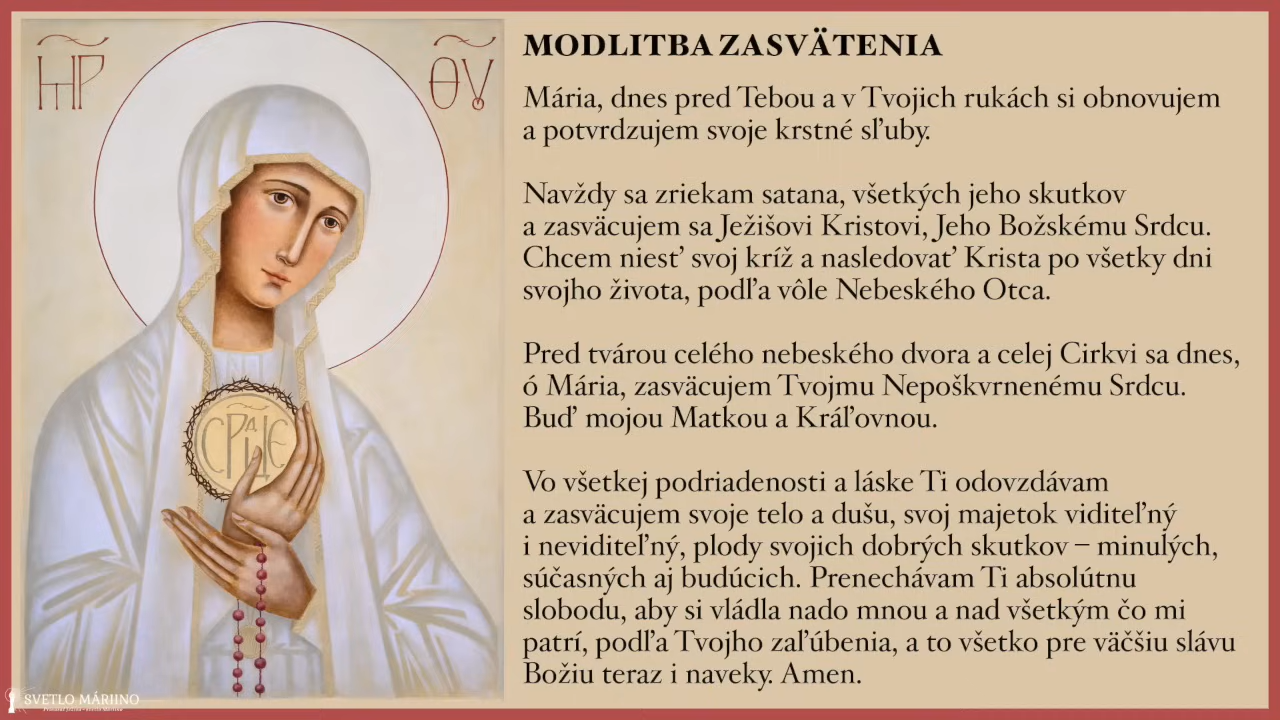 МР
ѲѴ
СРДЦЕ
MODLITBA ZASVÄTENIA
Mária, dnes pred Tebou a v Tvojich rukách si obnovujem
a potvrdzujem svoje krstné sľuby.
Navždy sa zriekam satana, všetkých jeho skutkov
a zasväcujem sa Ježišovi Kristovi, Jeho Božskému Srdcu.
Chcem niesť svoj kríž a nasledovať Krista po všetky dni
svojho života, podľa vôle Nebeského Otca.
Pred tvárou celého nebeského dvora a celej Cirkvi sa dnes,
ó Mária, zasväcujem Tvojmu Nepoškvrnenému Srdcu.
Buď mojou Matkou a Kráľovnou.
Vo všetkej podriadenosti a láske Ti odovzdávam
a zasväcujem svoje telo a dušu, svoj majetok viditeľný
i neviditeľný, plody svojich dobrých skutkov – minulých,
súčasných aj budúcich. Prenechávam Ti absolútnu
slobodu, aby si vládla nado mnou a nad všetkým čo mi
patrí, podľa Tvojho zaľúbenia, a to všetko pre väčšiu slávu
Božiu teraz i naveky. Amen.
SVETLO MÁRIINO